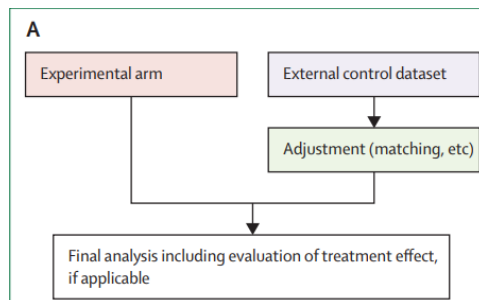 A
Experimental arm
External control dataset
Adjustment (matching, etc)
Final analysis including evaluation of treatment effect,
if applicable